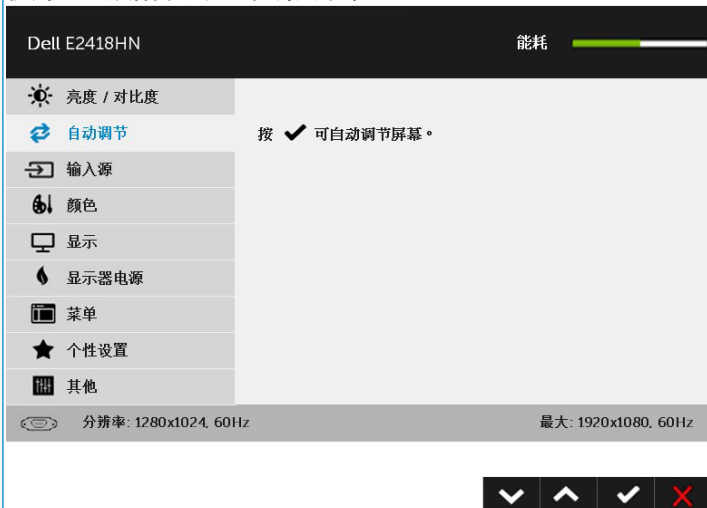 Dell E2418HN
能耗
亮度 / 对比度
自动调节
按 ✔ 可自动调节屏幕。
输入源
颜色
显示
显示器电源
菜单
个性设置
其他
分辨率: 1280x1024, 60Hz
最大: 1920x1080, 60Hz